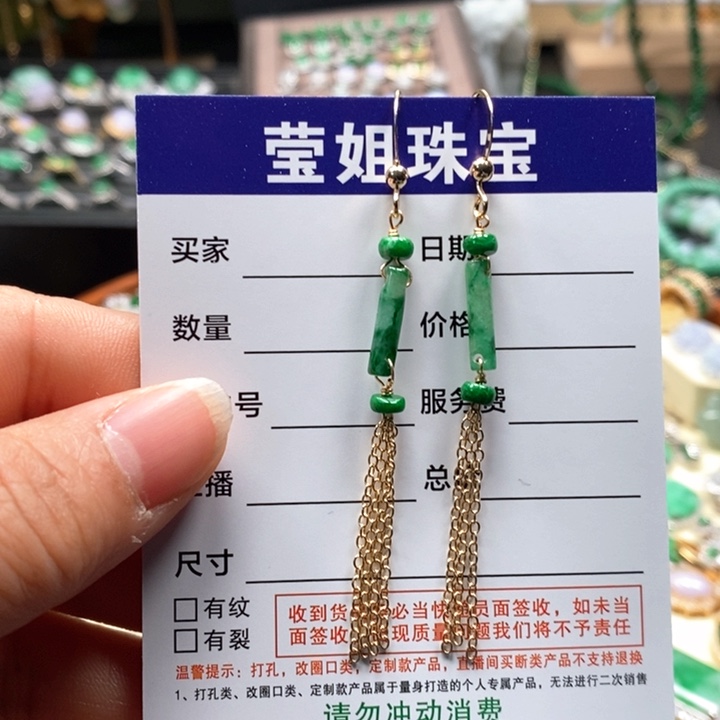 莹姐珠宝
买家 日期
数量 价格
号 服务费
播 总
尺寸
有纹
有裂
收到货 必当快 员面签收，如未当
面签收 现质量 题我们将不予责任
温馨提示：打孔，改圈口类，定制款产品，直播间买断类产品不支持退换
1、打孔类、改圈口类、定制款产品属于量身打造的个人专属产品，无法进行二次销售
请勿冲动消费